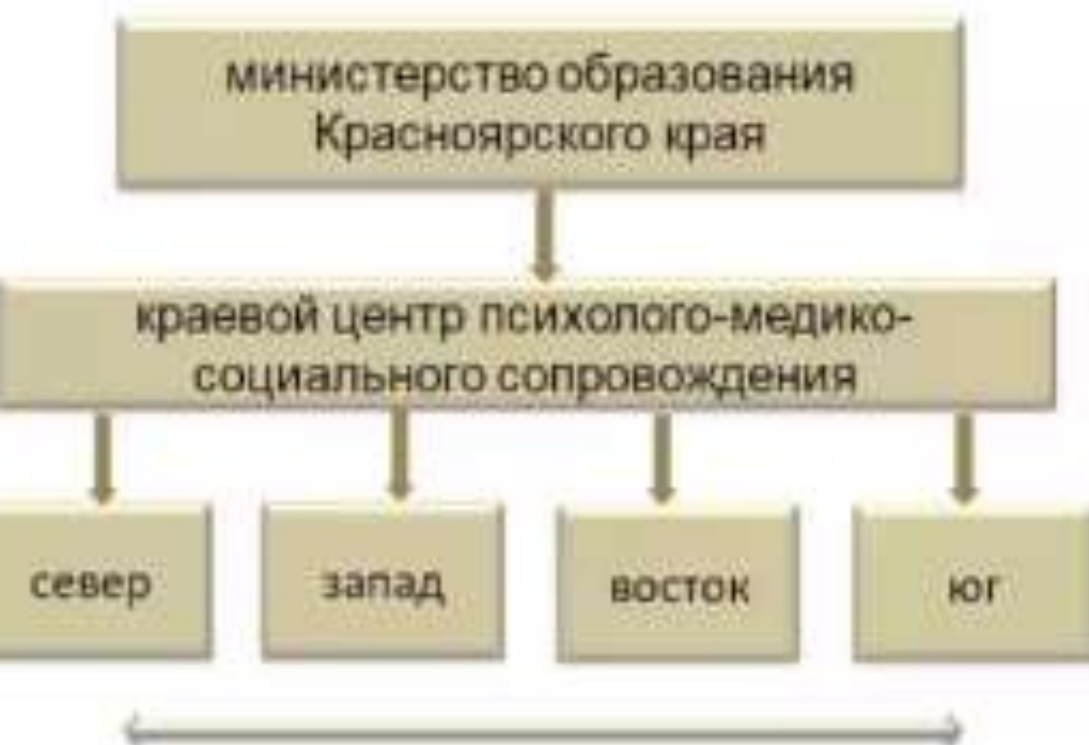 министерство образования
Красноярского края
краевой центр психолого-медико-
социального сопровождения
север
запад
восток
юг